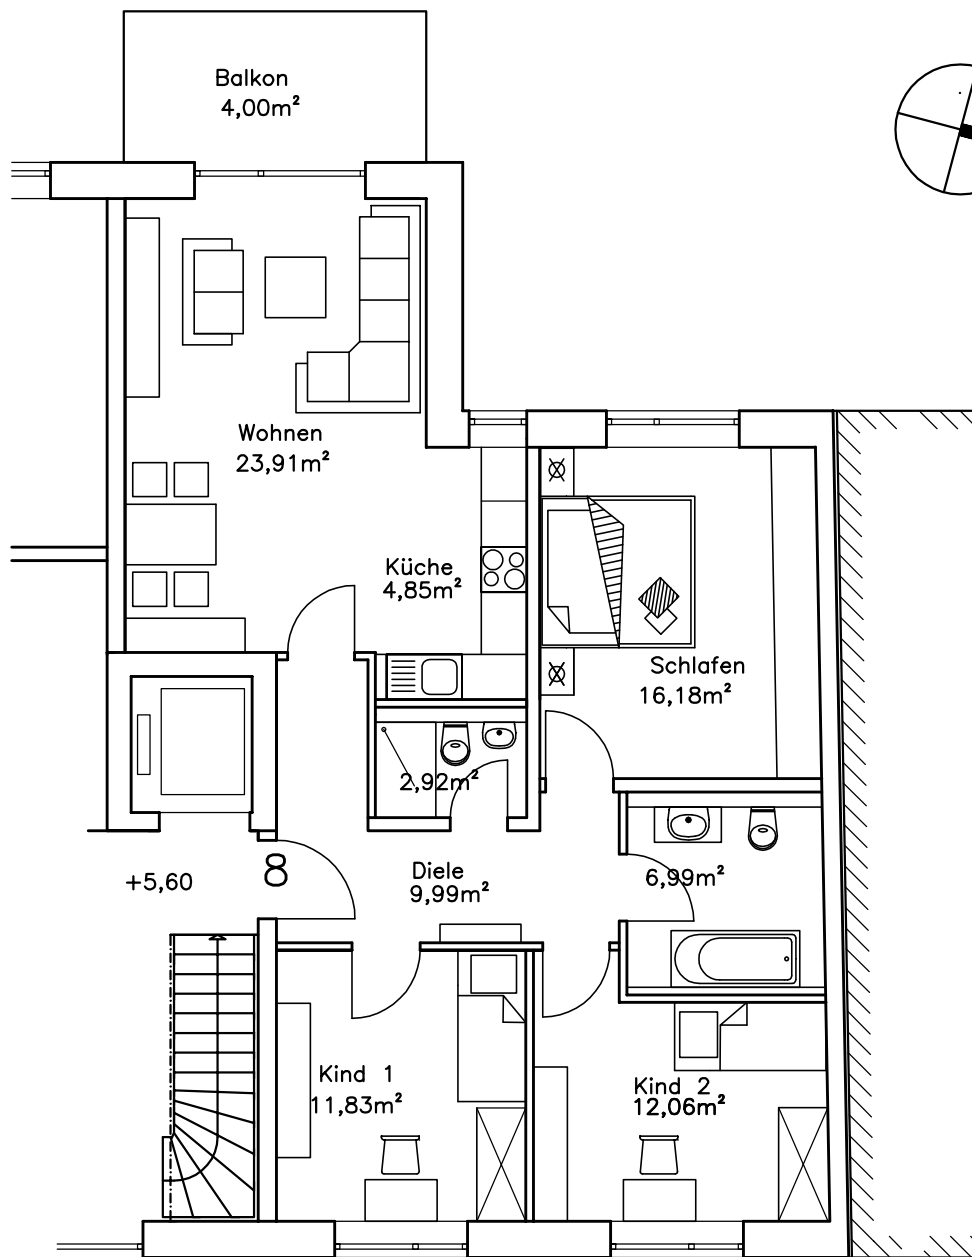 Balkon
4,00m²
Wohnen
23,91m²
Küche
4,85m²
Schlafen
16,18m²
2,92m²
Diele
9,99m²
6,99m²
+5,60
8
Kind 1
11,83m²
Kind 2
12,06m²